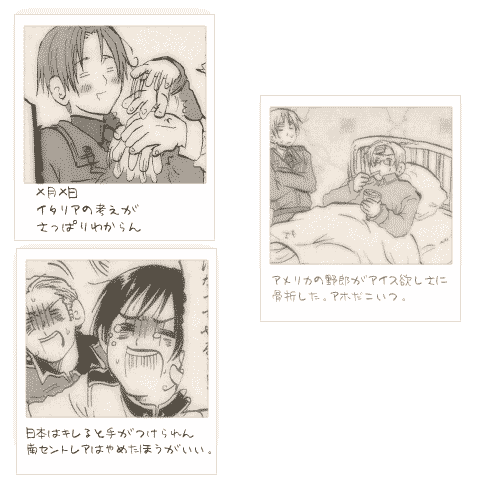 ×月×日
イタリアの考えが
さっぱりわからん
アメリカの野郎がアイス欲しさに
骨折した。アホだこいつ。
日本はキレると手がつけられん
南セントレアはやめたほうがいい。